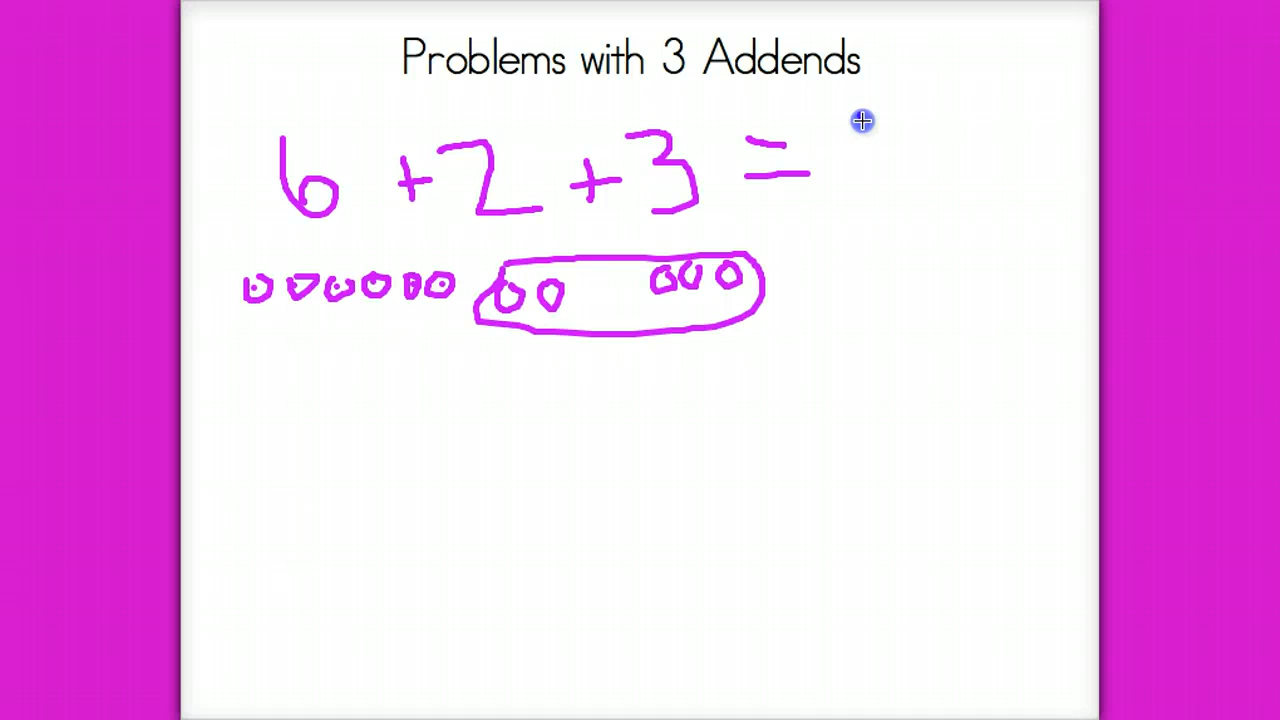 Problems with 3 Addends
6 + 2 + 3 =